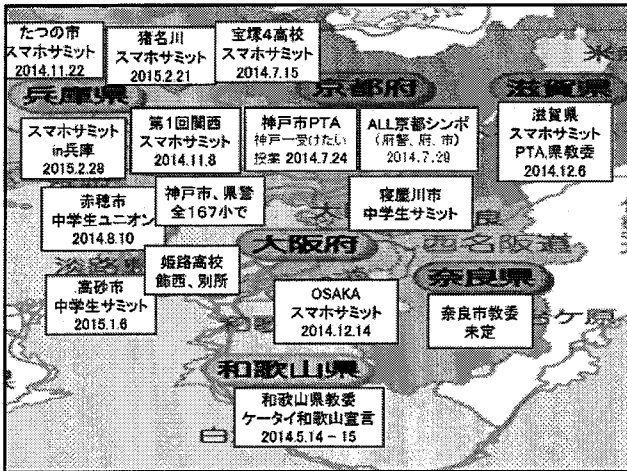 たつの市
スマホサミット
2014.11.22
猪名川
スマホサミット
2015.2.21
宝塚4高校
スマホサミット
2014.7.15
兵庫県
京都府
滋賀県
スマホサミット
in兵庫
2015.2.28
第1回関西
スマホサミット
2014.11.8
神戸市PTA
神戸一受けたい
授業 2014.7.24
ALL京都シンポ
(府警、府、市)
2014.7.29
滋賀県
スマホサミット
PTA,県教委
2014.12.6
赤穂市
中学生ユニオン
2014.8.10
神戸市、県警
全167小で
寝屋川市
中学生サミット
大阪府
西名阪道
淡路
姫路高校
飾西、別所
奈良県
高砂市
中学生サミット
2015.1.6
OSAKA
スマホサミット
2014.12.14
奈良市教委
未定
和歌山県
和歌山県教委
ケータイ和歌山宣言
2014.5.14－15